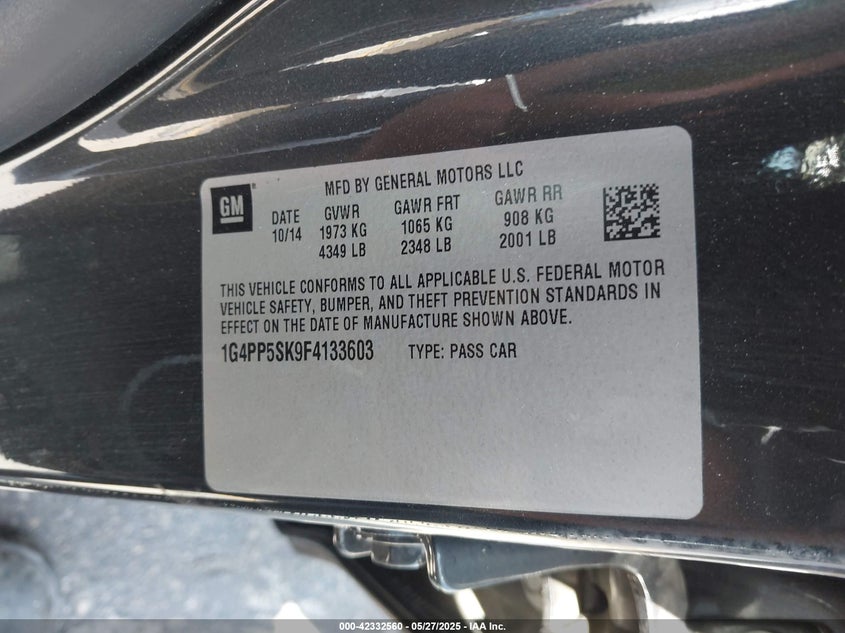 MFD BY GENERAL MOTORS LLC
GM
DATE GVWR GAWR FRT GAWR RR
10/14 1973 KG 1065 KG 908 KG
4349 LB 2348 LB 2001 LB
THIS VEHICLE CONFORMS TO ALL APPLICABLE U.S. FEDERAL MOTOR
VEHICLE SAFETY, BUMPER, AND THEFT PREVENTION STANDARDS IN
EFFECT ON THE DATE OF MANUFACTURE SHOWN ABOVE.
1G4PP5SK9F4133603 TYPE: PASS CAR
000-42332560 — 05/27/2025 — IAA Inc.